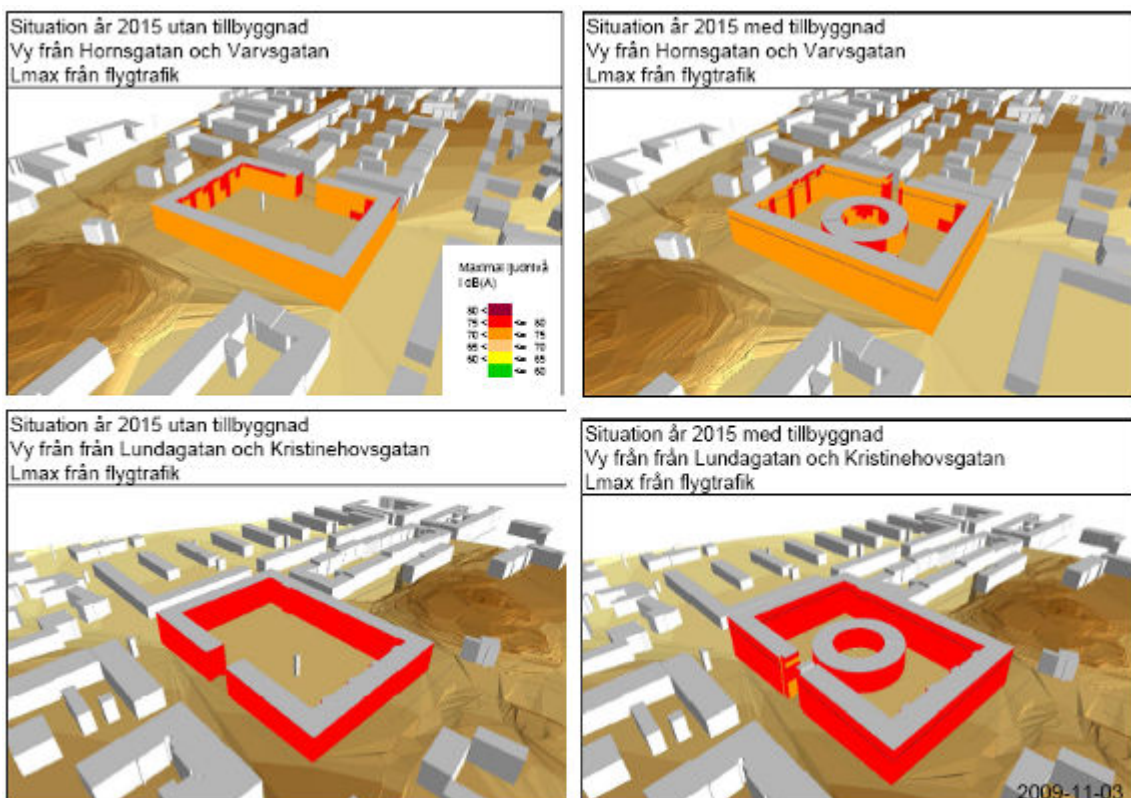 Situation år 2015 utan tillbyggnad
Vy från Hornsgatan och Varvsgatan
Lmax från flygtrafik
Situation år 2015 med tillbyggnad
Vy från Hornsgatan och Varvsgatan
Lmax från flygtrafik
Maximal ljudnivå
i dB(A)
80 <
75 < <= 80
70 < <= 75
65 < <= 70
60 < <= 65
<= 60
Situation år 2015 utan tillbyggnad
Vy från från Lundagatan och Kristinehovsgatan
Lmax från flygtrafik
Situation år 2015 med tillbyggnad
Vy från från Lundagatan och Kristinehovsgatan
Lmax från flygtrafik
2009-11-03